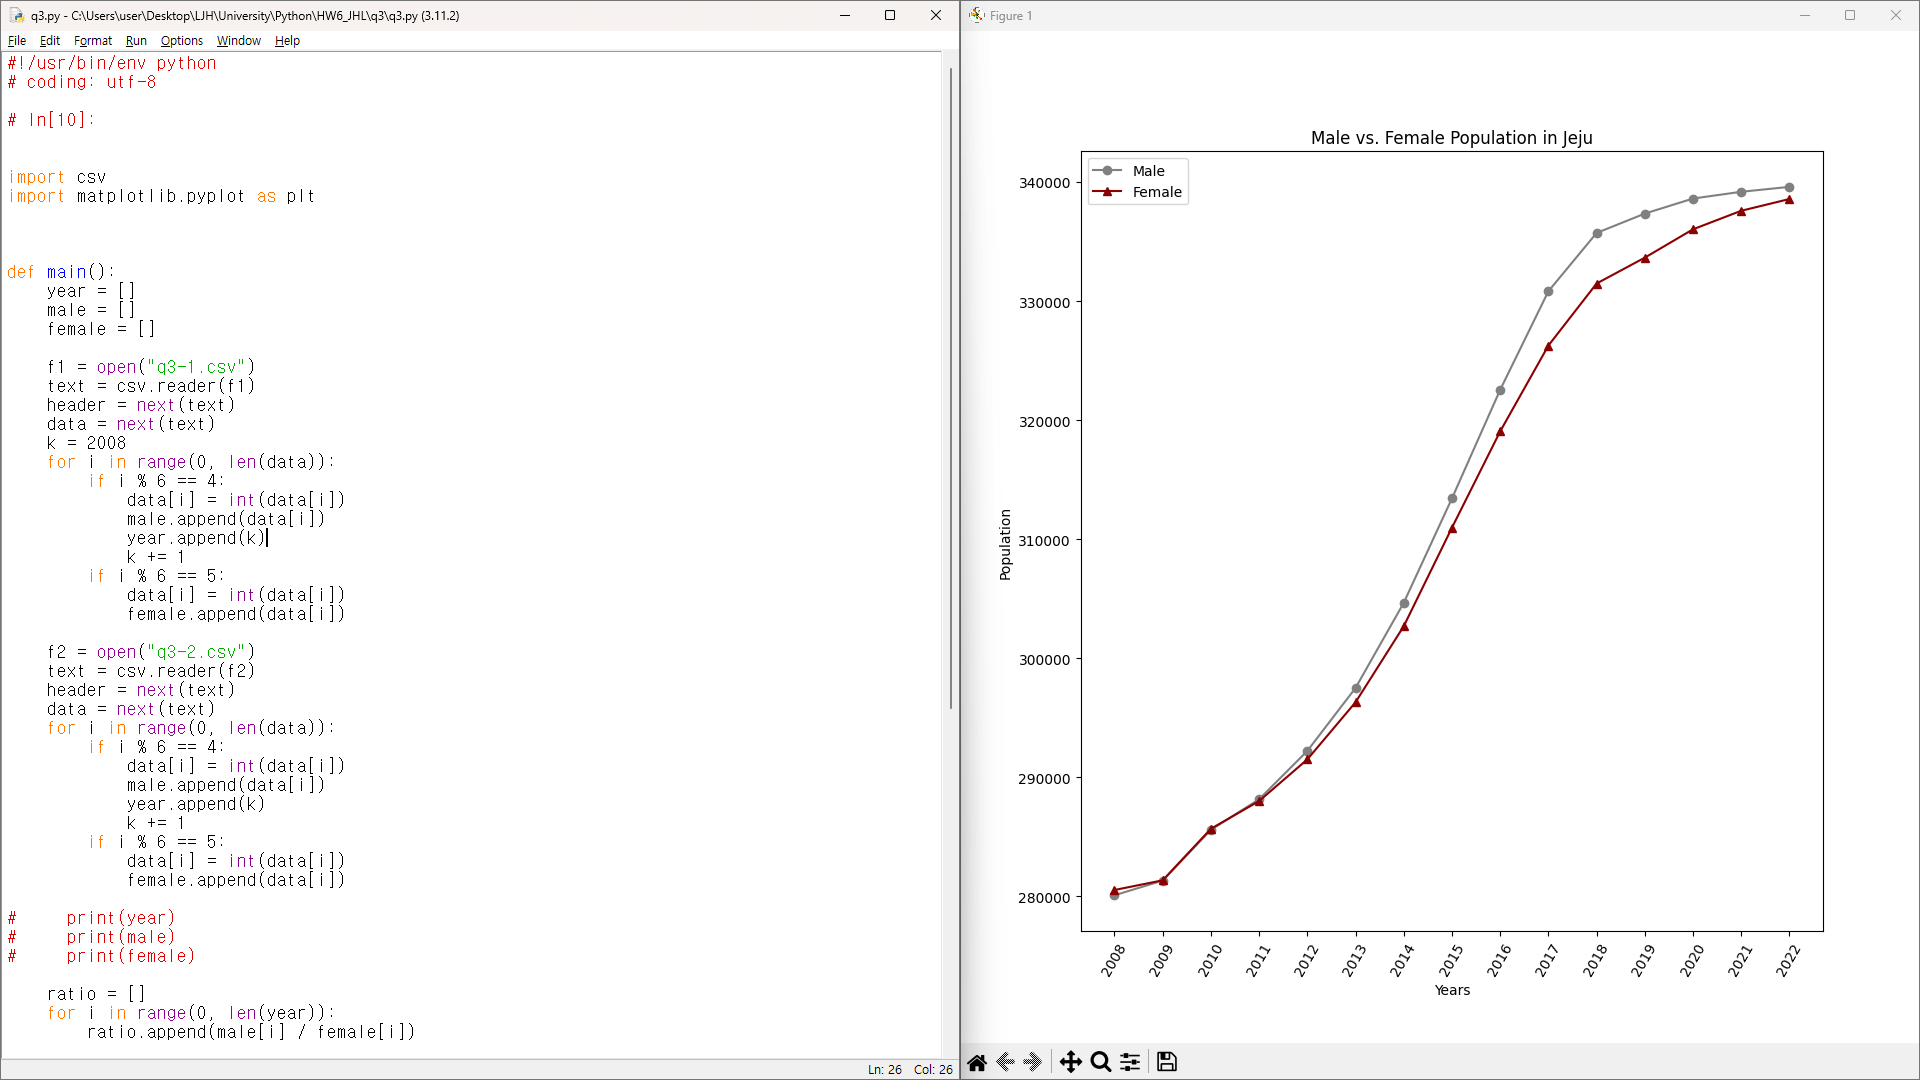 q3.py - C:\Users\user\Desktop\LJH\University\Python\HW6_JHL\q3\q3.py (3.11.2)
File Edit Format Run Options Window Help
#!/usr/bin/env python
# coding: utf-8
# In[10]:
import csv
import matplotlib.pyplot as plt
def main():
    year = []
    male = []
    female = []
    f1 = open("q3-1.csv")
    text = csv.reader(f1)
    header = next(text)
    data = next(text)
    k = 2008
    for i in range(0, len(data)):
        if i % 6 == 4:
            data[i] = int(data[i])
            male.append(data[i])
            year.append(k)
            k += 1
        if i % 6 == 5:
            data[i] = int(data[i])
            female.append(data[i])
    f2 = open("q3-2.csv")
    text = csv.reader(f2)
    header = next(text)
    data = next(text)
    for i in range(0, len(data)):
        if i % 6 == 4:
            data[i] = int(data[i])
            male.append(data[i])
            year.append(k)
            k += 1
        if i % 6 == 5:
            data[i] = int(data[i])
            female.append(data[i])
#     print(year)
#     print(male)
#     print(female)
    ratio = []
    for i in range(0, len(year)):
        ratio.append(male[i] / female[i])
Ln: 26 Col: 26
Figure 1
Male vs. Female Population in Jeju
Male
Female
340000
330000
320000
310000
300000
290000
280000
Population
2008 2009 2010 2011 2012 2013 2014 2015 2016 2017 2018 2019 2020 2021 2022
Years